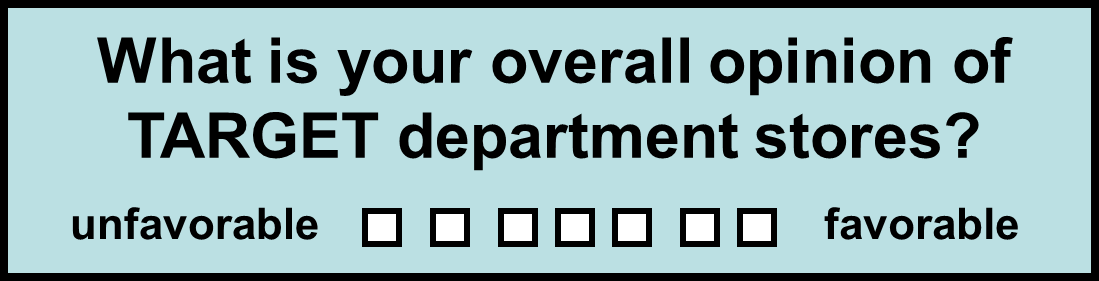 What is your overall opinion of
TARGET department stores?
unfavorable favorable